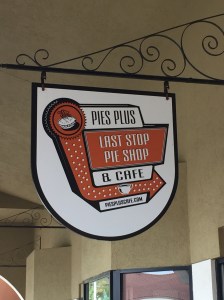 PIES PLUS
LAST STOP
PIE SHOP
& CAFE
PIESPLUSCAFE.COM